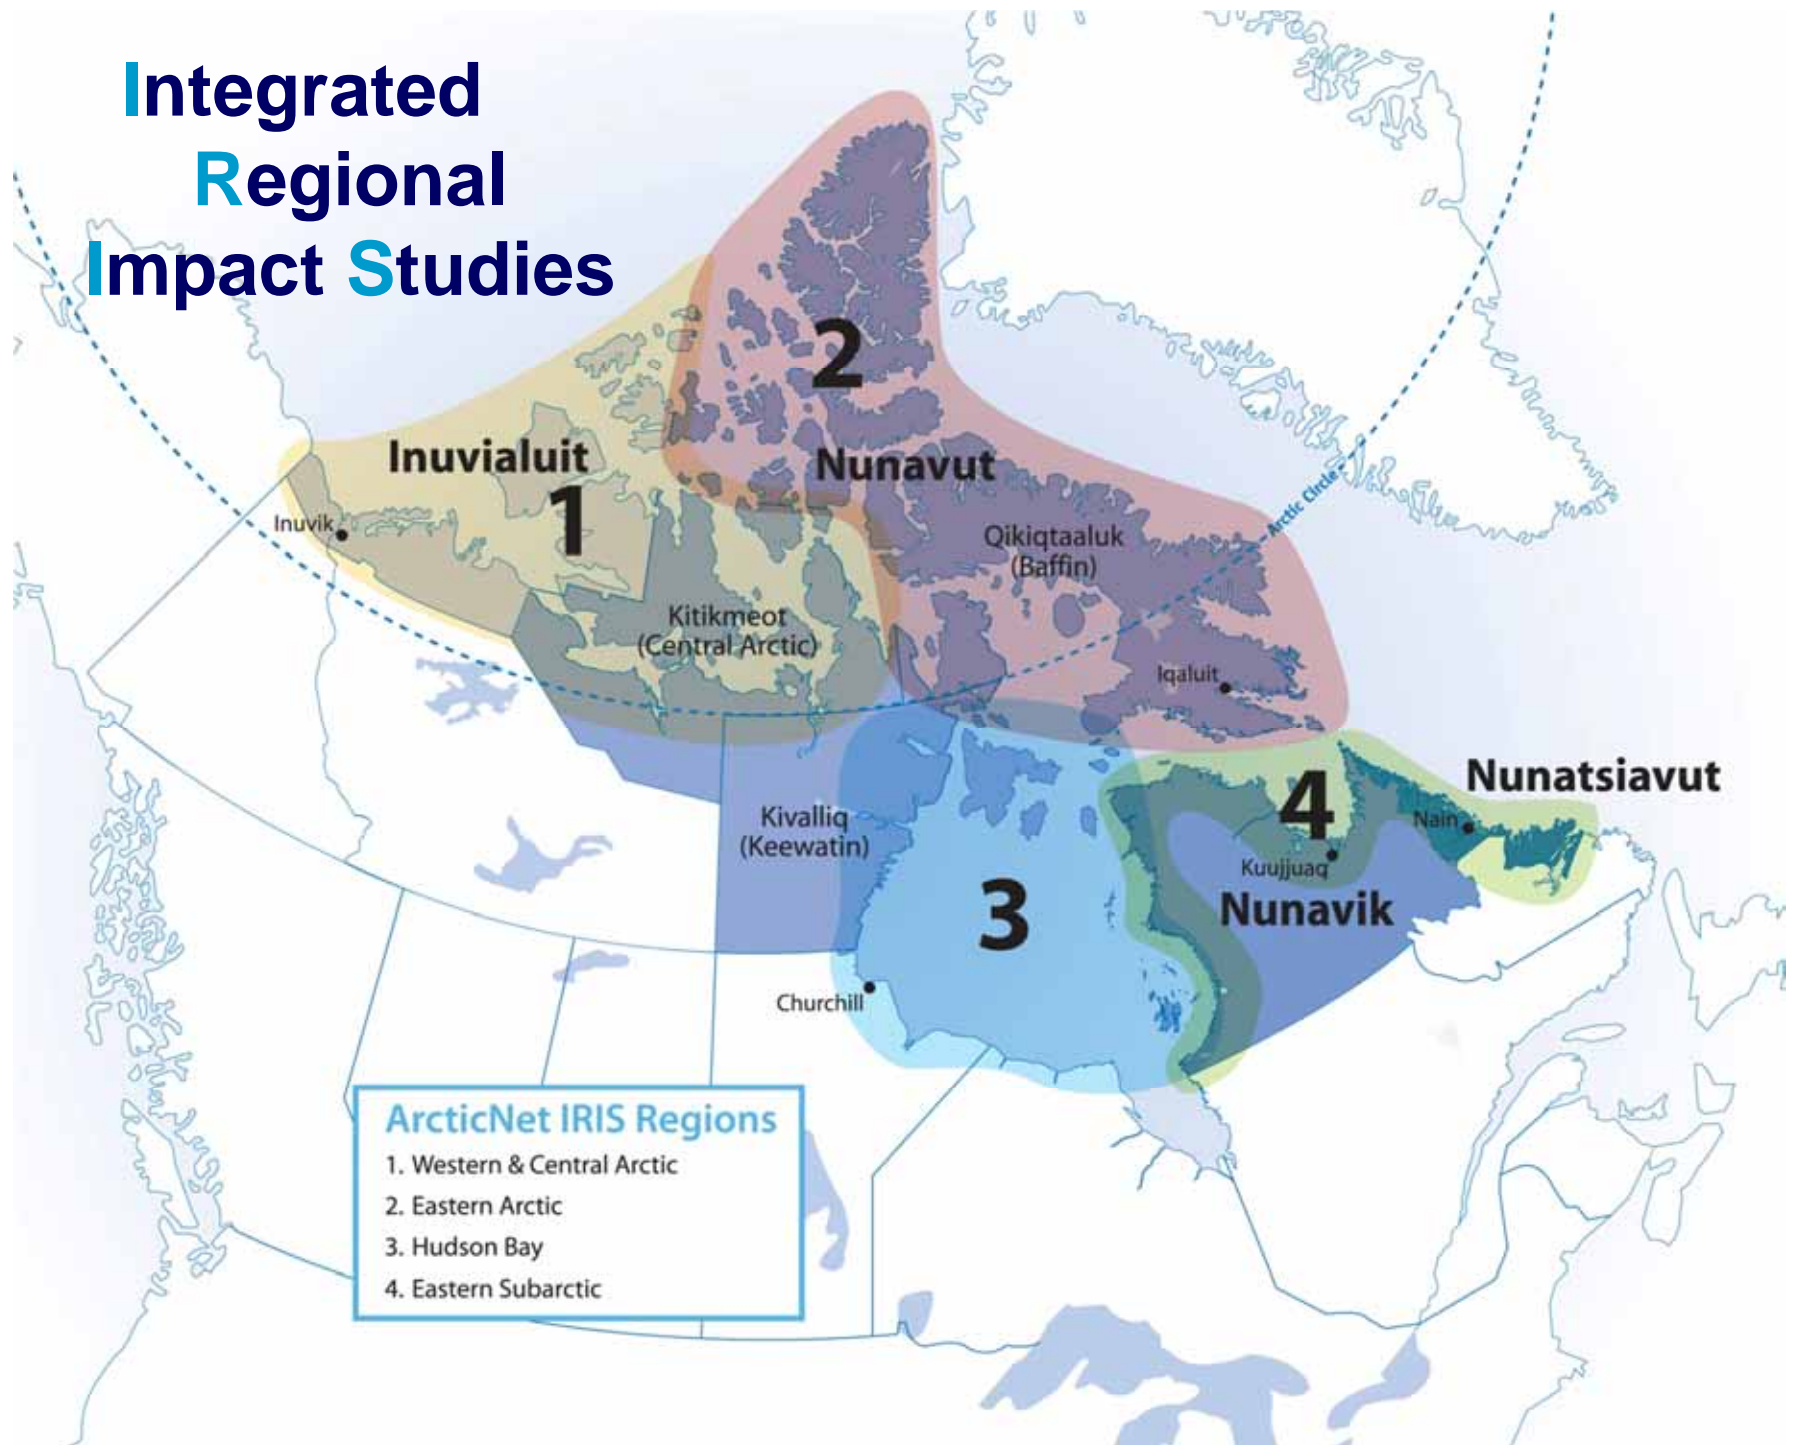 Integrated
Regional
Impact Studies
2
Inuvialuit
Nunavut
1
Inuvik
Qikiqtaaluk
(Baffin)
Arctic Circle
Kitikmeot
(Central Arctic)
Iqaluit
Nunatsiavut
4
Nain
Kivalliq
(Keewatin)
Kuujjuaq
3
Nunavik
Churchill
ArcticNet IRIS Regions
1. Western & Central Arctic
2. Eastern Arctic
3. Hudson Bay
4. Eastern Subarctic